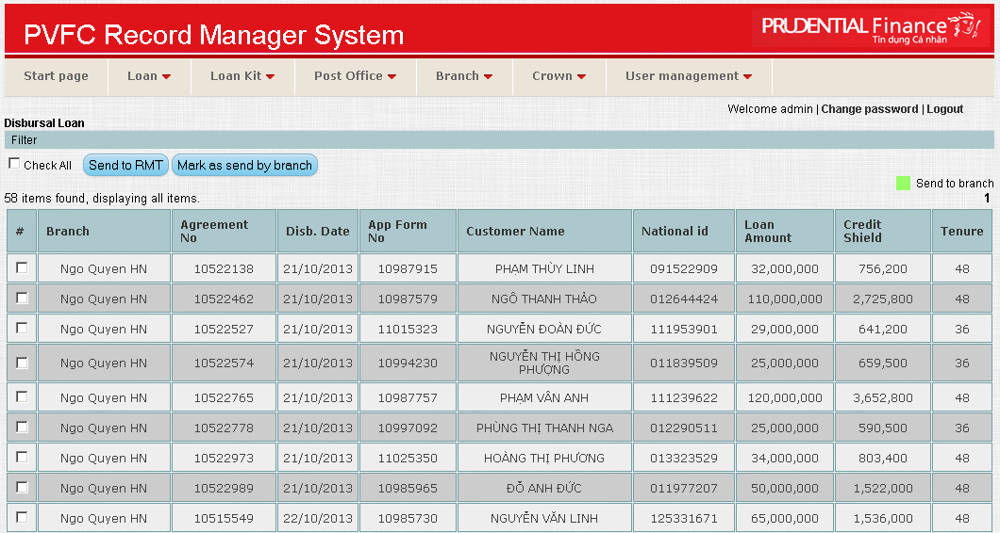 PVFC Record Manager System
PRUDENTIAL Finance
Tín dụng Cá nhân
Start page Loan Loan Kit Post Office Branch Crown User management
Welcome admin | Change password | Logout
Disbursal Loan
Filter
Check All Send to RMT Mark as send by branch
Send to branch
58 items found, displaying all items. 1
# Branch Agreement No Disb. Date App Form No Customer Name National id Loan Amount Credit Shield Tenure
Ngo Quyen HN 10522138 21/10/2013 10987915 PHẠM THÙY LINH 091522909 32,000,000 756,200 48
Ngo Quyen HN 10522462 21/10/2013 10987579 NGÔ THANH THẢO 012644424 110,000,000 2,725,800 48
Ngo Quyen HN 10522527 21/10/2013 11015323 NGUYỄN ĐOÀN ĐỨC 111953901 29,000,000 641,200 36
Ngo Quyen HN 10522574 21/10/2013 10994230 NGUYỄN THỊ HỒNG PHƯỢNG 011839509 25,000,000 659,500 36
Ngo Quyen HN 10522765 21/10/2013 10987757 PHẠM VÂN ANH 111239622 120,000,000 3,652,800 48
Ngo Quyen HN 10522778 21/10/2013 10997092 PHÙNG THỊ THANH NGA 012290511 25,000,000 590,500 36
Ngo Quyen HN 10522973 21/10/2013 11025350 HOÀNG THỊ PHƯƠNG 013323529 34,000,000 803,400 48
Ngo Quyen HN 10522989 21/10/2013 10985965 ĐỖ ANH ĐỨC 011977207 50,000,000 1,522,000 48
Ngo Quyen HN 10515549 22/10/2013 10985730 NGUYỄN VĂN LINH 125331671 65,000,000 1,536,000 48